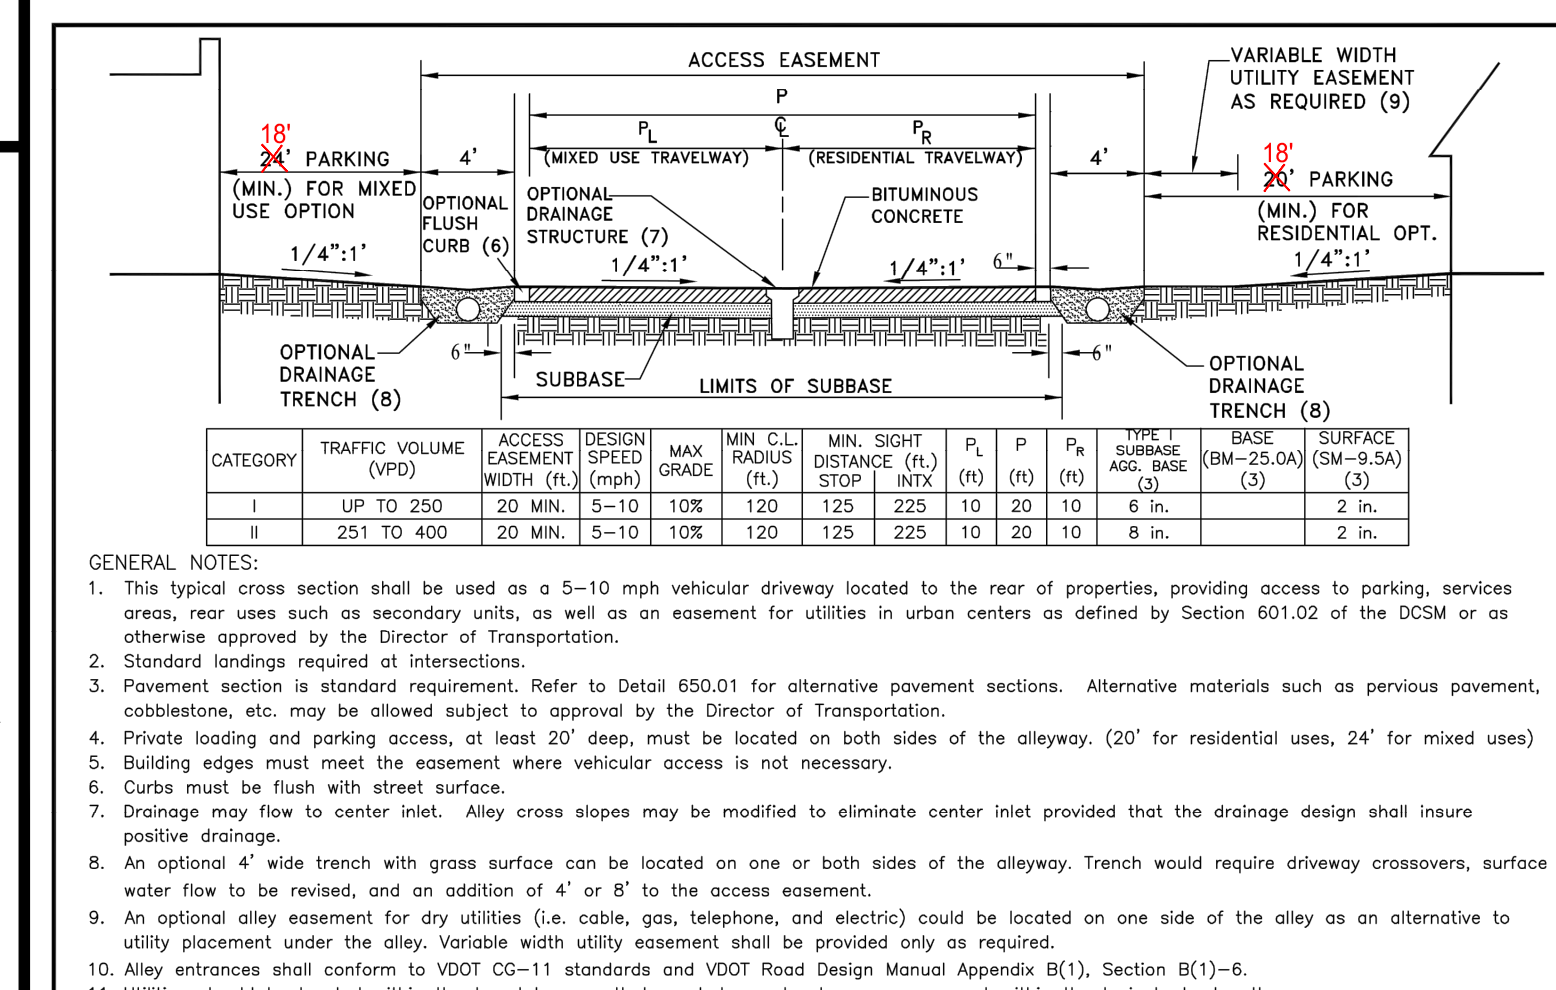 ACCESS EASEMENT
VARIABLE WIDTH
UTILITY EASEMENT
AS REQUIRED (9)
P
PL
℄
PR
(MIXED USE TRAVELWAY)
(RESIDENTIAL TRAVELWAY)
18'
24' PARKING
(MIN.) FOR MIXED
USE OPTION
4'
4'
18'
20' PARKING
(MIN.) FOR
RESIDENTIAL OPT.
OPTIONAL
FLUSH
CURB (6)
OPTIONAL
DRAINAGE
STRUCTURE (7)
BITUMINOUS
CONCRETE
1/4":1'
1/4":1'
1/4":1'
6"
1/4":1'
OPTIONAL
DRAINAGE
TRENCH (8)
6"
SUBBASE
LIMITS OF SUBBASE
6"
OPTIONAL
DRAINAGE
TRENCH (8)
CATEGORY
TRAFFIC VOLUME
(VPD)
ACCESS
EASEMENT
WIDTH (ft.)
DESIGN
SPEED
(mph)
MAX
GRADE
MIN C.L.
RADIUS
(ft.)
MIN. SIGHT
DISTANCE (ft.)
STOP INTX
PL
(ft)
P
(ft)
PR
(ft)
TYPE I
SUBBASE
AGG. BASE
(3)
BASE
(BM-25.0A)
(3)
SURFACE
(SM-9.5A)
(3)
I UP TO 250 20 MIN. 5-10 10% 120 125 225 10 20 10 6 in. 2 in.
II 251 TO 400 20 MIN. 5-10 10% 120 125 225 10 20 10 8 in. 2 in.
GENERAL NOTES:
1. This typical cross section shall be used as a 5-10 mph vehicular driveway located to the rear of properties, providing access to parking, services
areas, rear uses such as secondary units, as well as an easement for utilities in urban centers as defined by Section 601.02 of the DCSM or as
otherwise approved by the Director of Transportation.
2. Standard landings required at intersections.
3. Pavement section is standard requirement. Refer to Detail 650.01 for alternative pavement sections. Alternative materials such as pervious pavement,
cobblestone, etc. may be allowed subject to approval by the Director of Transportation.
4. Private loading and parking access, at least 20' deep, must be located on both sides of the alleyway. (20' for residential uses, 24' for mixed uses)
5. Building edges must meet the easement where vehicular access is not necessary.
6. Curbs must be flush with street surface.
7. Drainage may flow to center inlet. Alley cross slopes may be modified to eliminate center inlet provided that the drainage design shall insure
positive drainage.
8. An optional 4' wide trench with grass surface can be located on one or both sides of the alleyway. Trench would require driveway crossovers, surface
water flow to be revised, and an addition of 4' or 8' to the access easement.
9. An optional alley easement for dry utilities (i.e. cable, gas, telephone, and electric) could be located on one side of the alley as an alternative to
utility placement under the alley. Variable width utility easement shall be provided only as required.
10. Alley entrances shall conform to VDOT CG-11 standards and VDOT Road Design Manual Appendix B(1), Section B(1)-6.